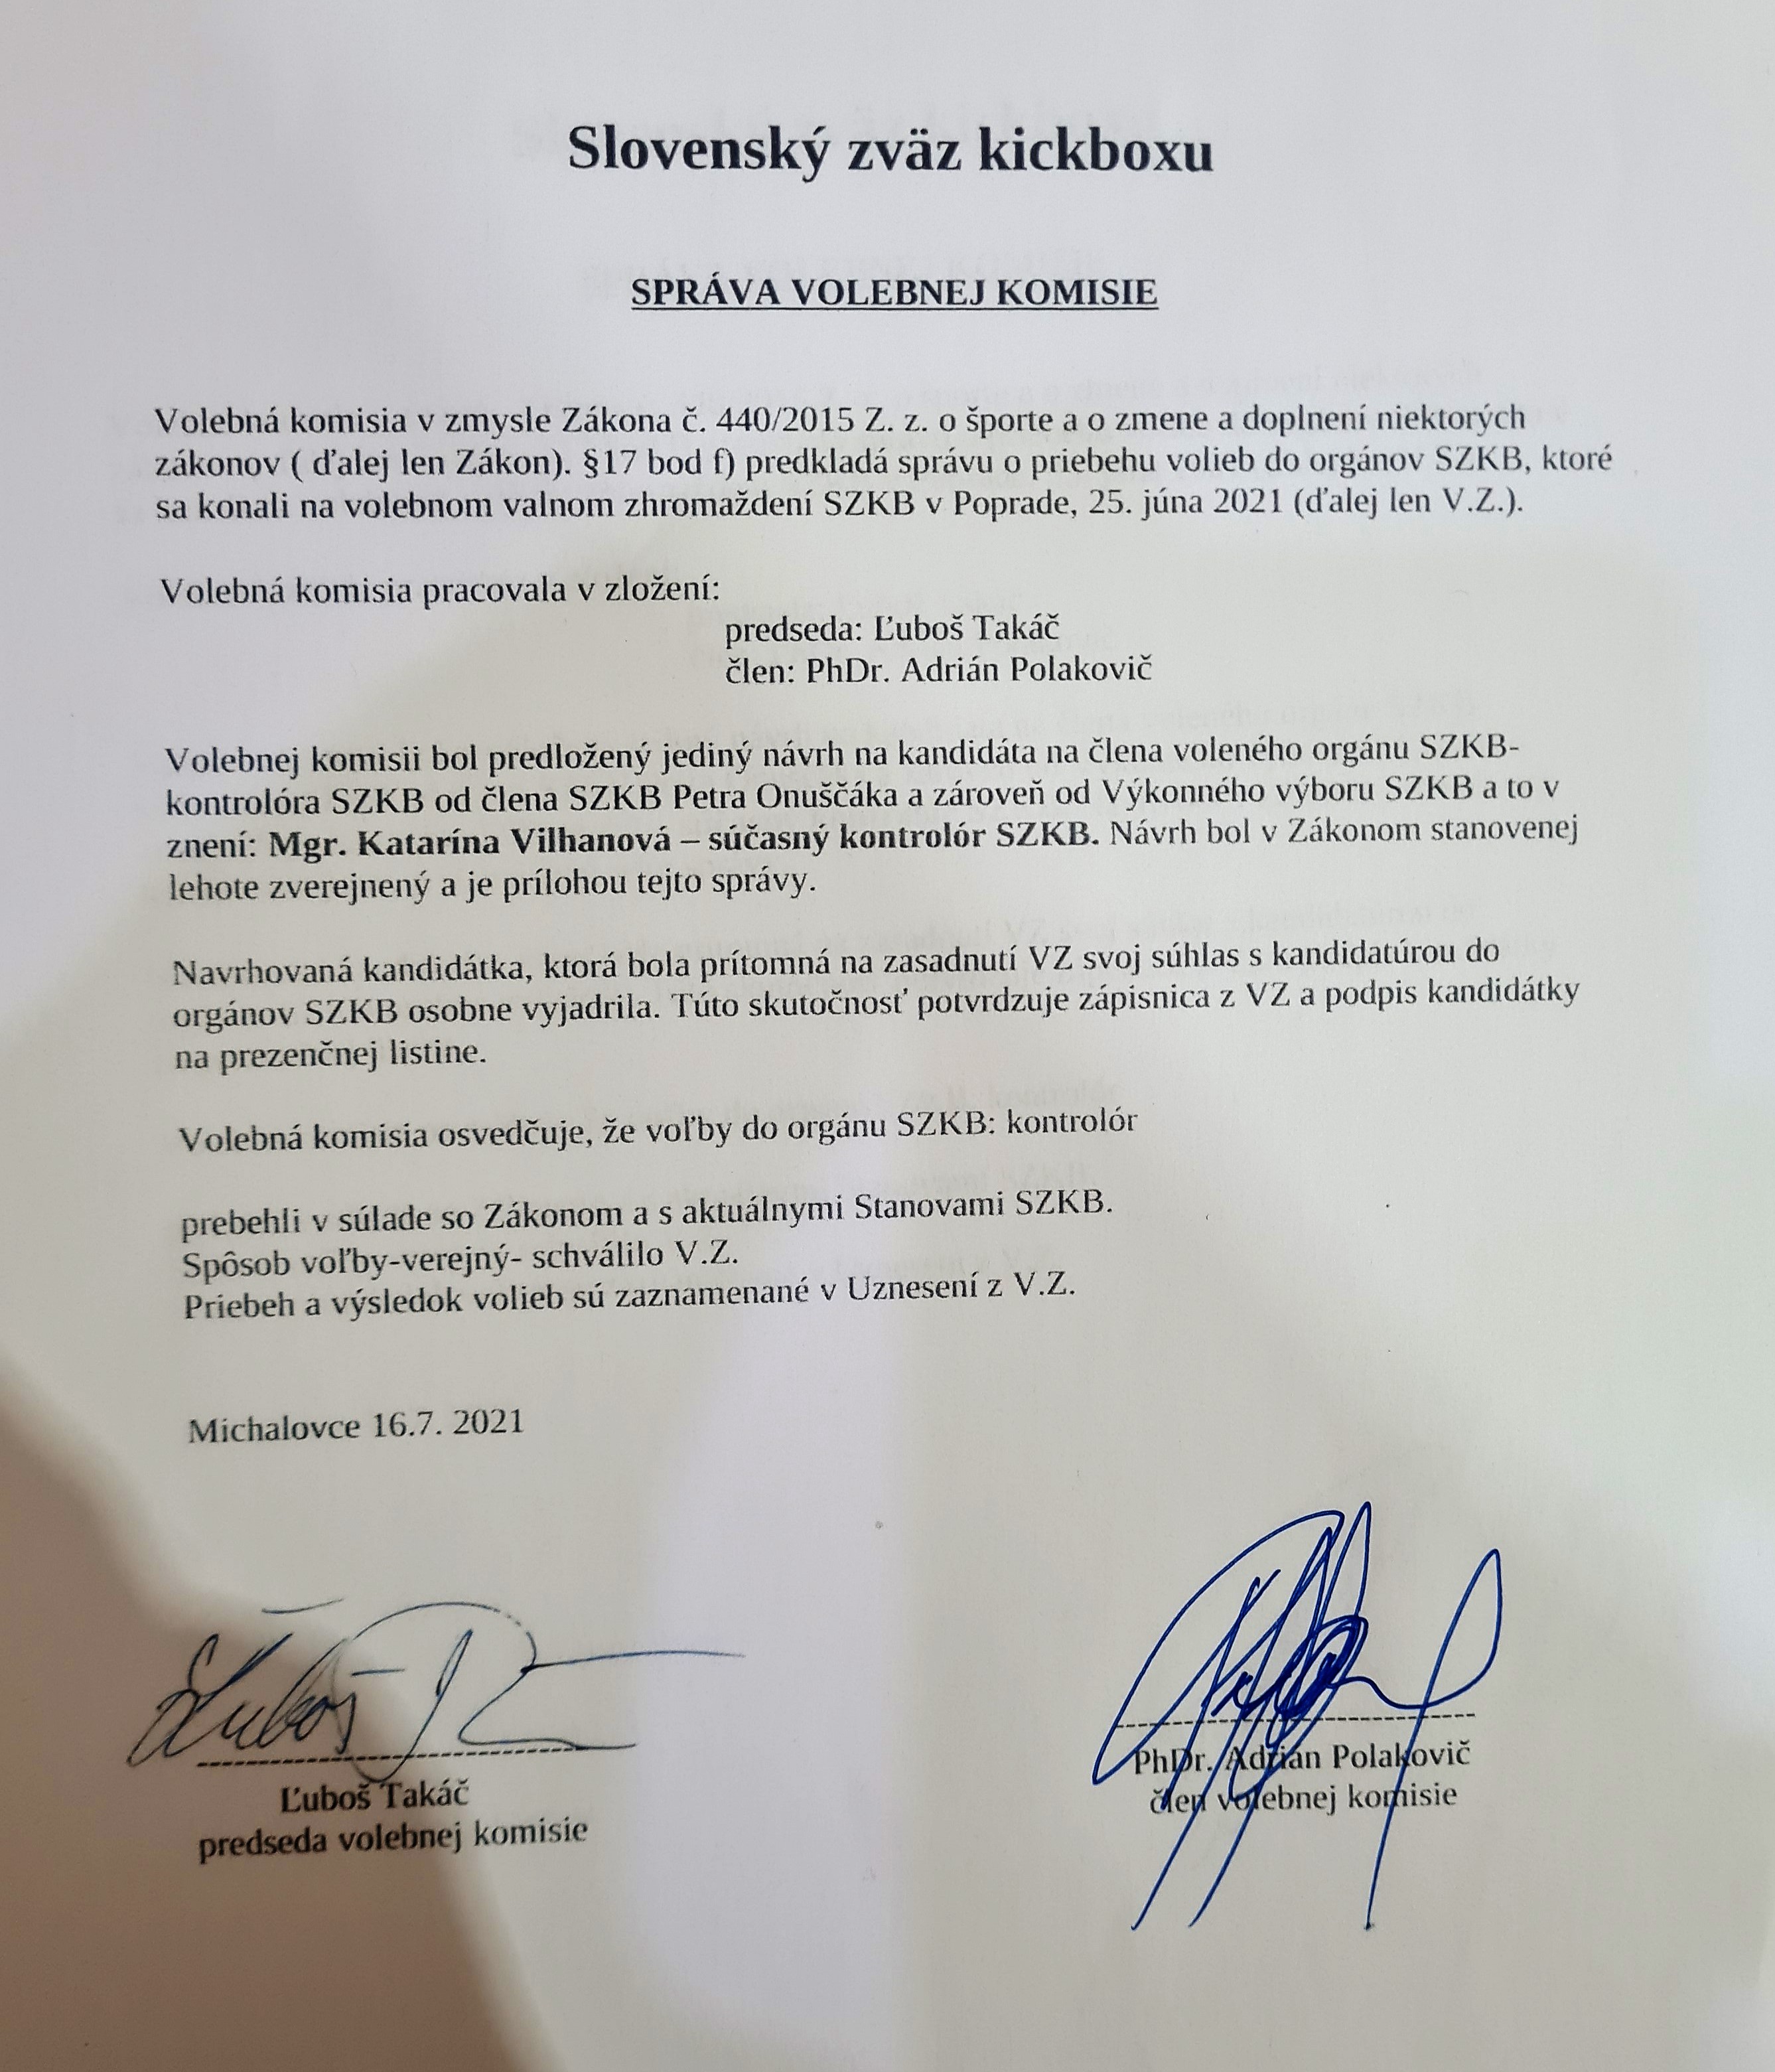 Slovenský zväz kickboxu
SPRÁVA VOLEBNEJ KOMISIE
Volebná komisia v zmysle Zákona č. 440/2015 Z. z. o športe a o zmene a doplnení niektorých
zákonov ( ďalej len Zákon). §17 bod f) predkladá správu o priebehu volieb do orgánov SZKB, ktoré
sa konali na volebnom valnom zhromaždení SZKB v Poprade, 25. júna 2021 (ďalej len V.Z.).
Volebná komisia pracovala v zložení:
predseda: Ľuboš Takáč
člen: PhDr. Adrián Polakovič
Volebnej komisii bol predložený jediný návrh na kandidáta na člena voleného orgánu SZKB-
kontrolóra SZKB od člena SZKB Petra Onuščáka a zároveň od Výkonného výboru SZKB a to v
znení: Mgr. Katarína Vilhanová – súčasný kontrolór SZKB. Návrh bol v Zákonom stanovenej
lehote zverejnený a je prílohou tejto správy.
Navrhovaná kandidátka, ktorá bola prítomná na zasadnutí VZ svoj súhlas s kandidatúrou do
orgánov SZKB osobne vyjadrila. Túto skutočnosť potvrdzuje zápisnica z VZ a podpis kandidátky
na prezenčnej listine.
Volebná komisia osvedčuje, že voľby do orgánu SZKB: kontrolór
prebehli v súlade so Zákonom a s aktuálnymi Stanovami SZKB.
Spôsob voľby-verejný- schválilo V.Z.
Priebeh a výsledok volieb sú zaznamenané v Uznesení z V.Z.
Michalovce 16.7. 2021
Ľuboš
Ľuboš Takáč
predseda volebnej komisie
PhDr. Adrián Polakovič
člen volebnej komisie